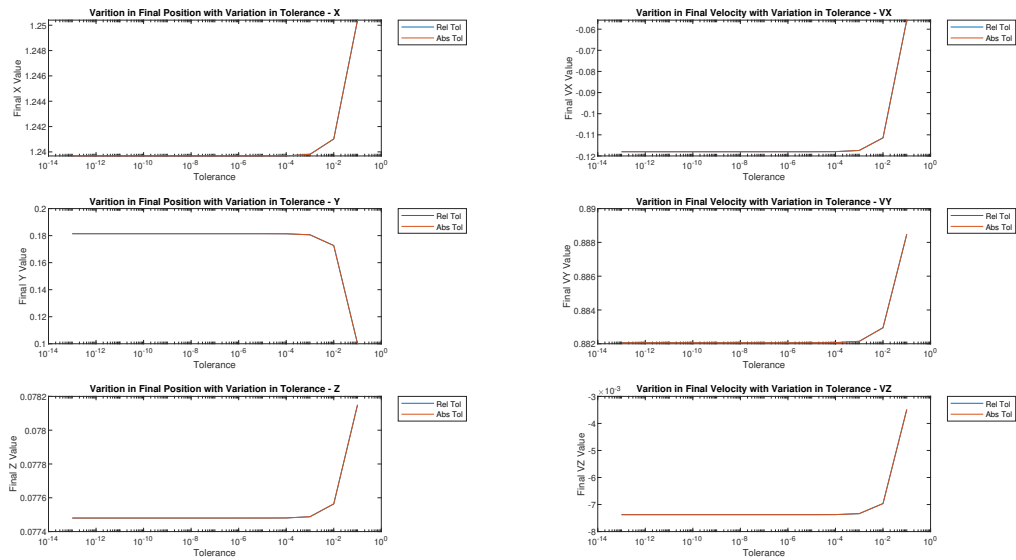 Varition in Final Position with Variation in Tolerance - X
1.25
1.248
1.246
1.244
1.242
1.24
Final X Value
10^-14 10^-12 10^-10 10^-8 10^-6 10^-4 10^-2 10^0
Tolerance
Rel Tol
Abs Tol
Varition in Final Velocity with Variation in Tolerance - VX
-0.06
-0.07
-0.08
-0.09
-0.1
-0.11
-0.12
Final VX Value
10^-14 10^-12 10^-10 10^-8 10^-6 10^-4 10^-2 10^0
Tolerance
Rel Tol
Abs Tol
Varition in Final Position with Variation in Tolerance - Y
0.2
0.18
0.16
0.14
0.12
0.1
Final Y Value
10^-14 10^-12 10^-10 10^-8 10^-6 10^-4 10^-2 10^0
Tolerance
Rel Tol
Abs Tol
Varition in Final Velocity with Variation in Tolerance - VY
0.89
0.888
0.886
0.884
0.882
Final VY Value
10^-14 10^-12 10^-10 10^-8 10^-6 10^-4 10^-2 10^0
Tolerance
Rel Tol
Abs Tol
Varition in Final Position with Variation in Tolerance - Z
0.0782
0.078
0.0778
0.0776
0.0774
Final Z Value
10^-14 10^-12 10^-10 10^-8 10^-6 10^-4 10^-2 10^0
Tolerance
Rel Tol
Abs Tol
Varition in Final Velocity with Variation in Tolerance - VZ
× 10^-3
-3
-4
-5
-6
-7
-8
Final VZ Value
10^-14 10^-12 10^-10 10^-8 10^-6 10^-4 10^-2 10^0
Tolerance
Rel Tol
Abs Tol